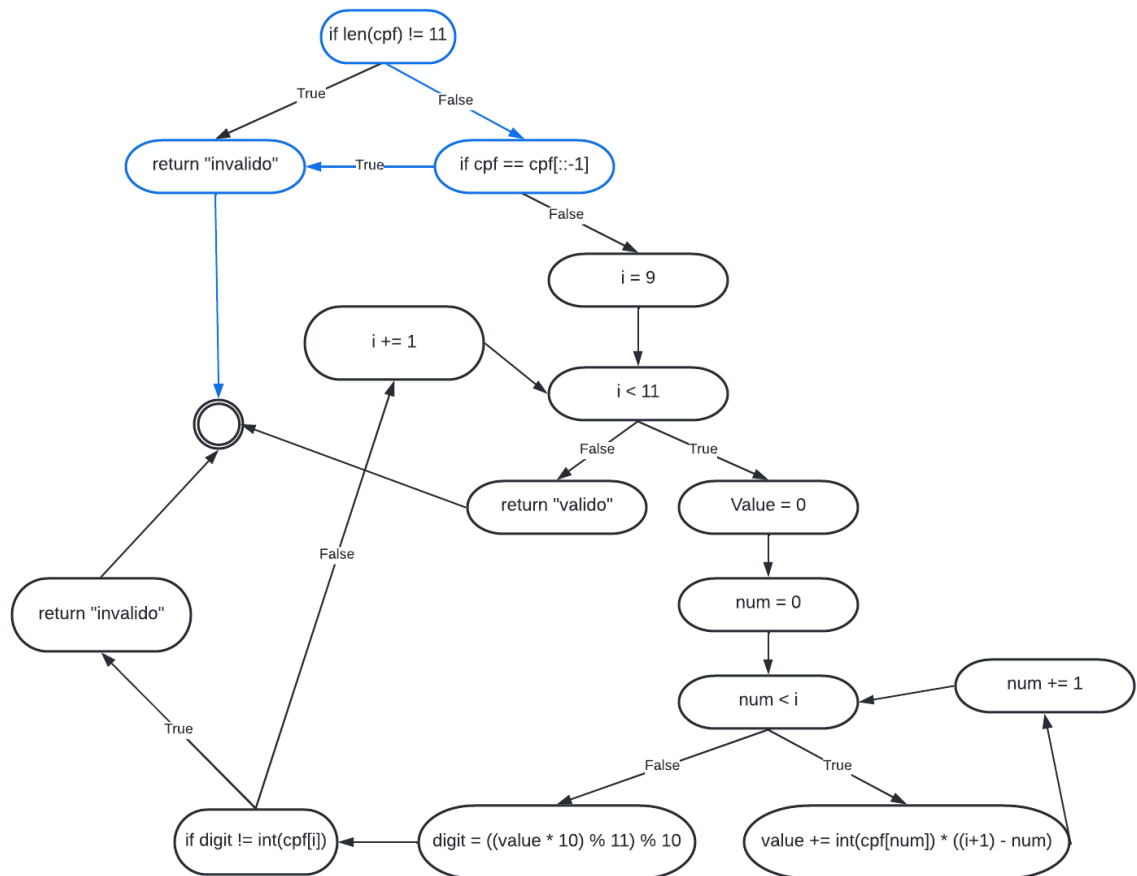 if len(cpf) != 11
True
False
return "invalido"
True
if cpf == cpf[::-1]
False
i = 9
i += 1
i < 11
False
True
return "valido"
Value = 0
False
return "invalido"
num = 0
num < i
num += 1
True
False
True
if digit != int(cpf[i])
digit = ((value * 10) % 11) % 10
value += int(cpf[num]) * ((i+1) - num)